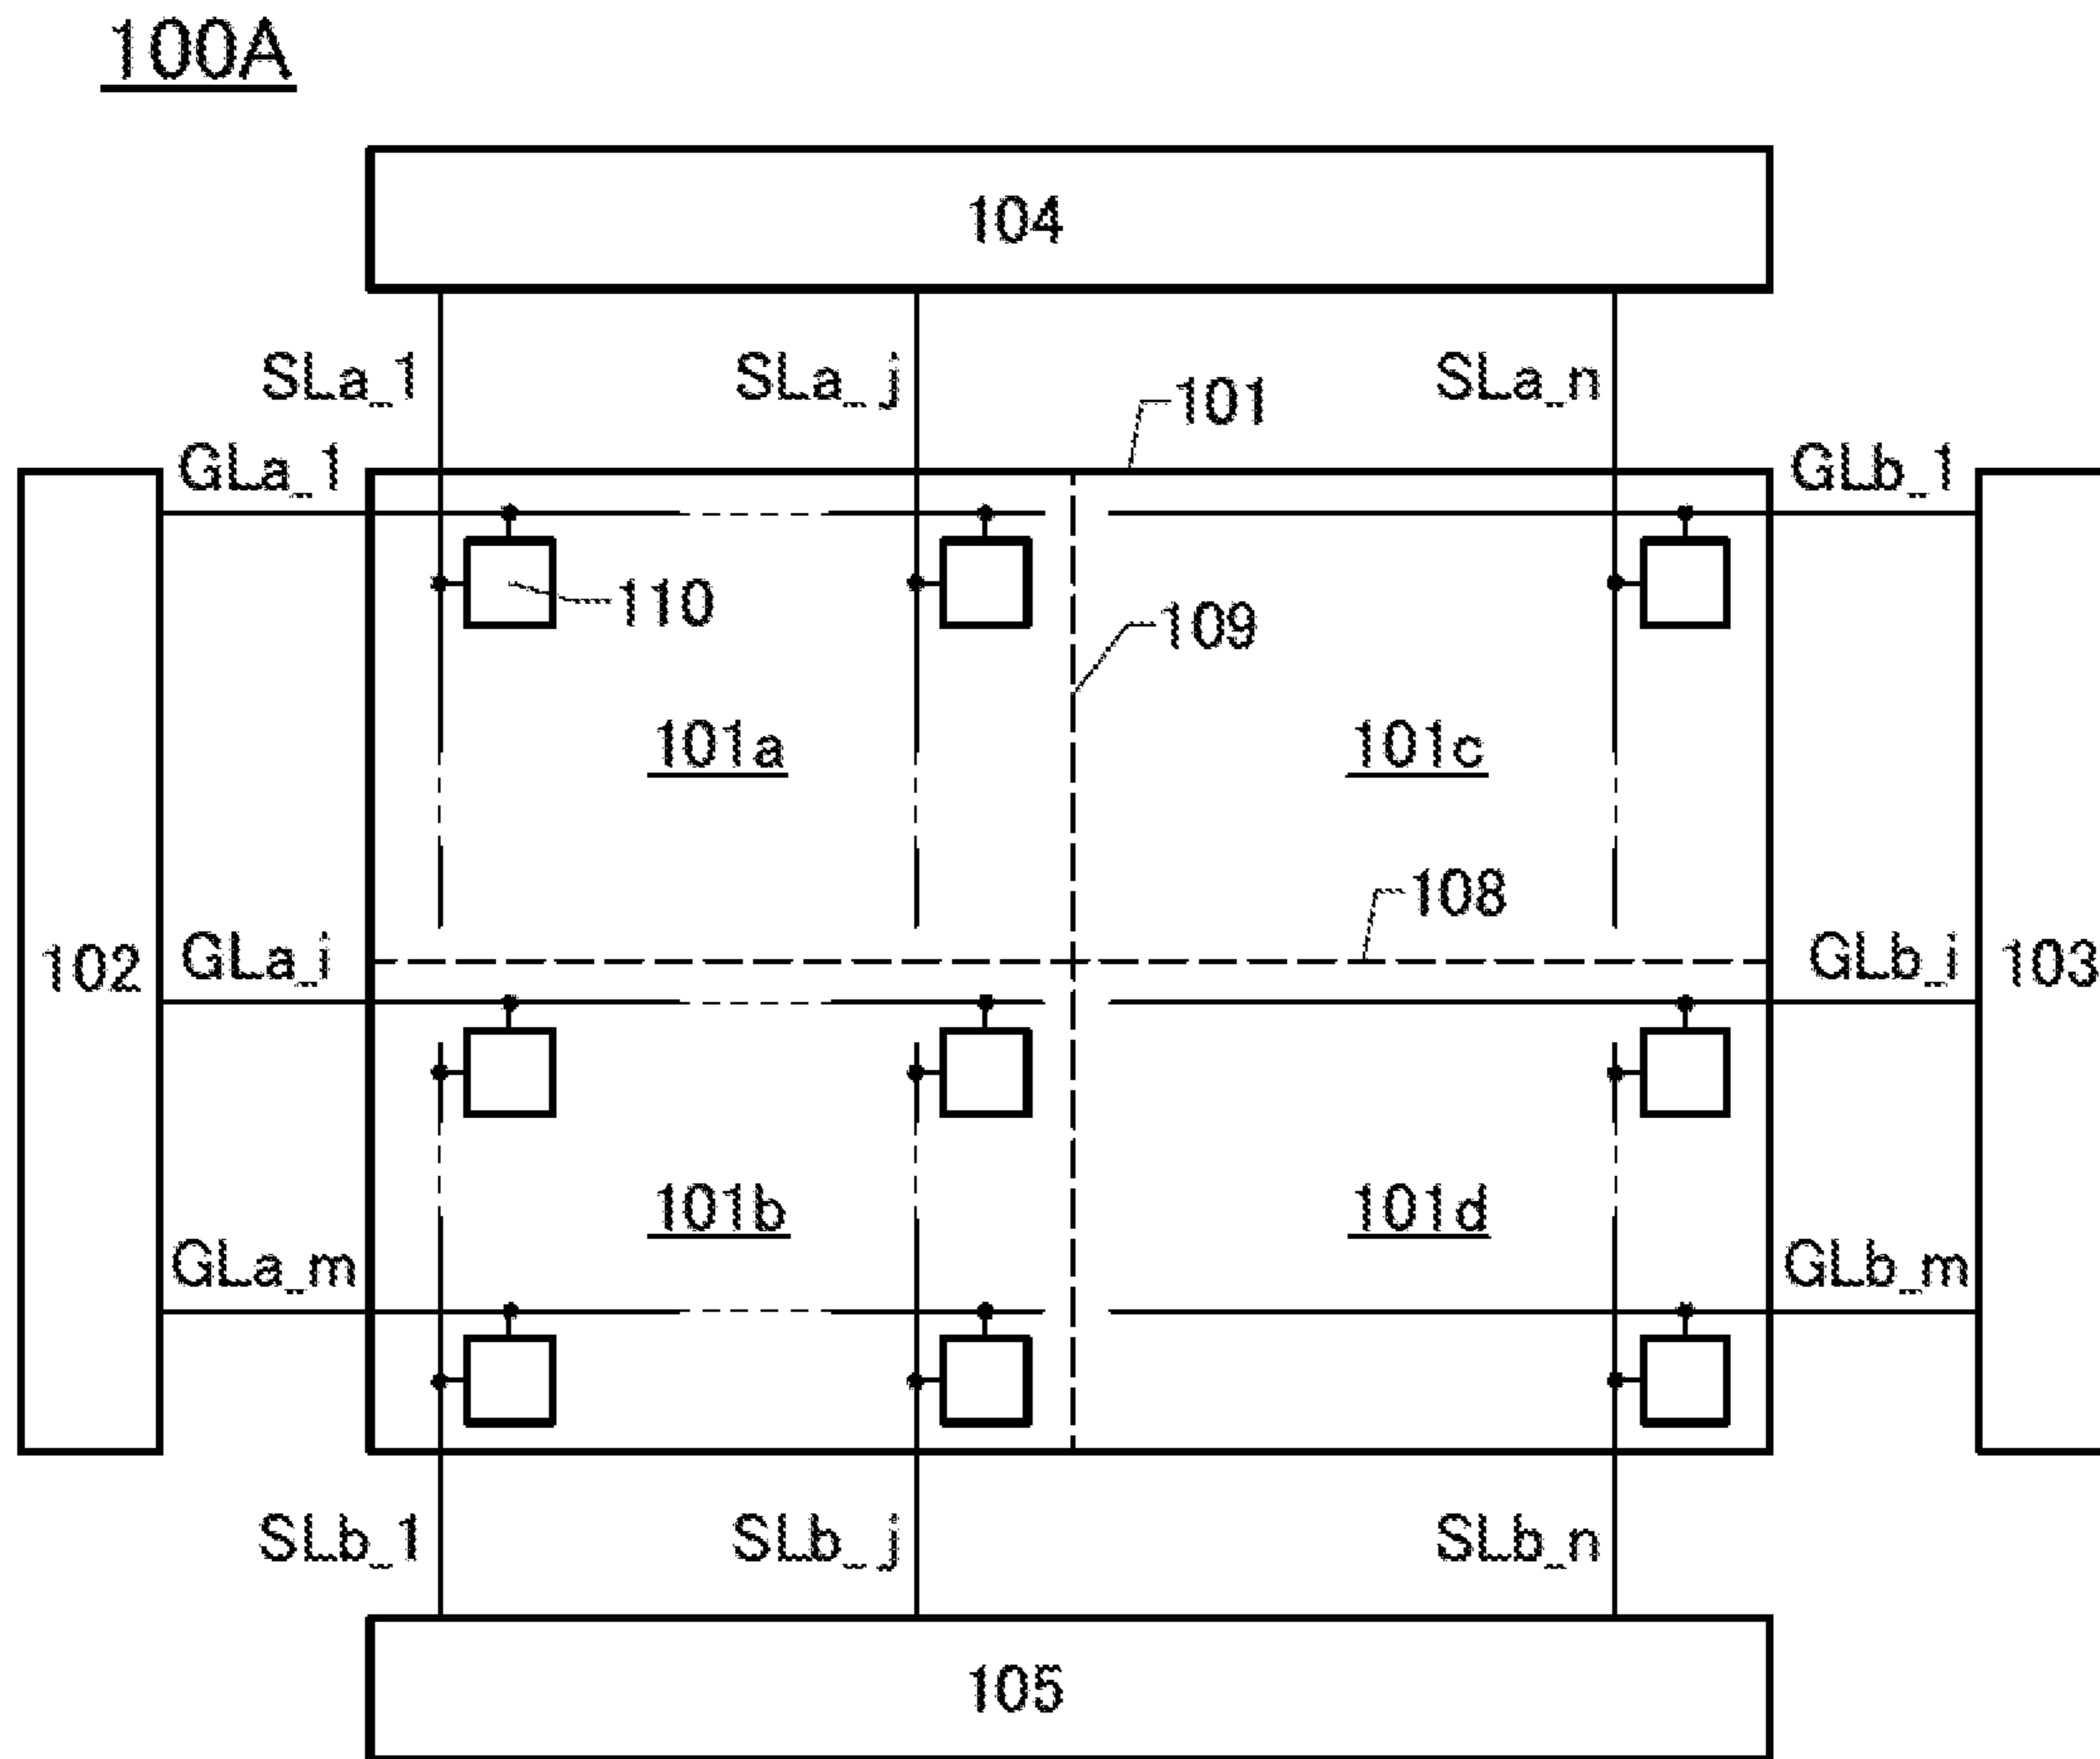 100A
104
SLa_1
SLa_j
SLa_n
101
GLa_1
GLb_1
110
109
101a
101c
108
102
GLa_i
GLb_i
103
101b
101d
GLa_m
GLb_m
SLb_1
SLb_j
SLb_n
105